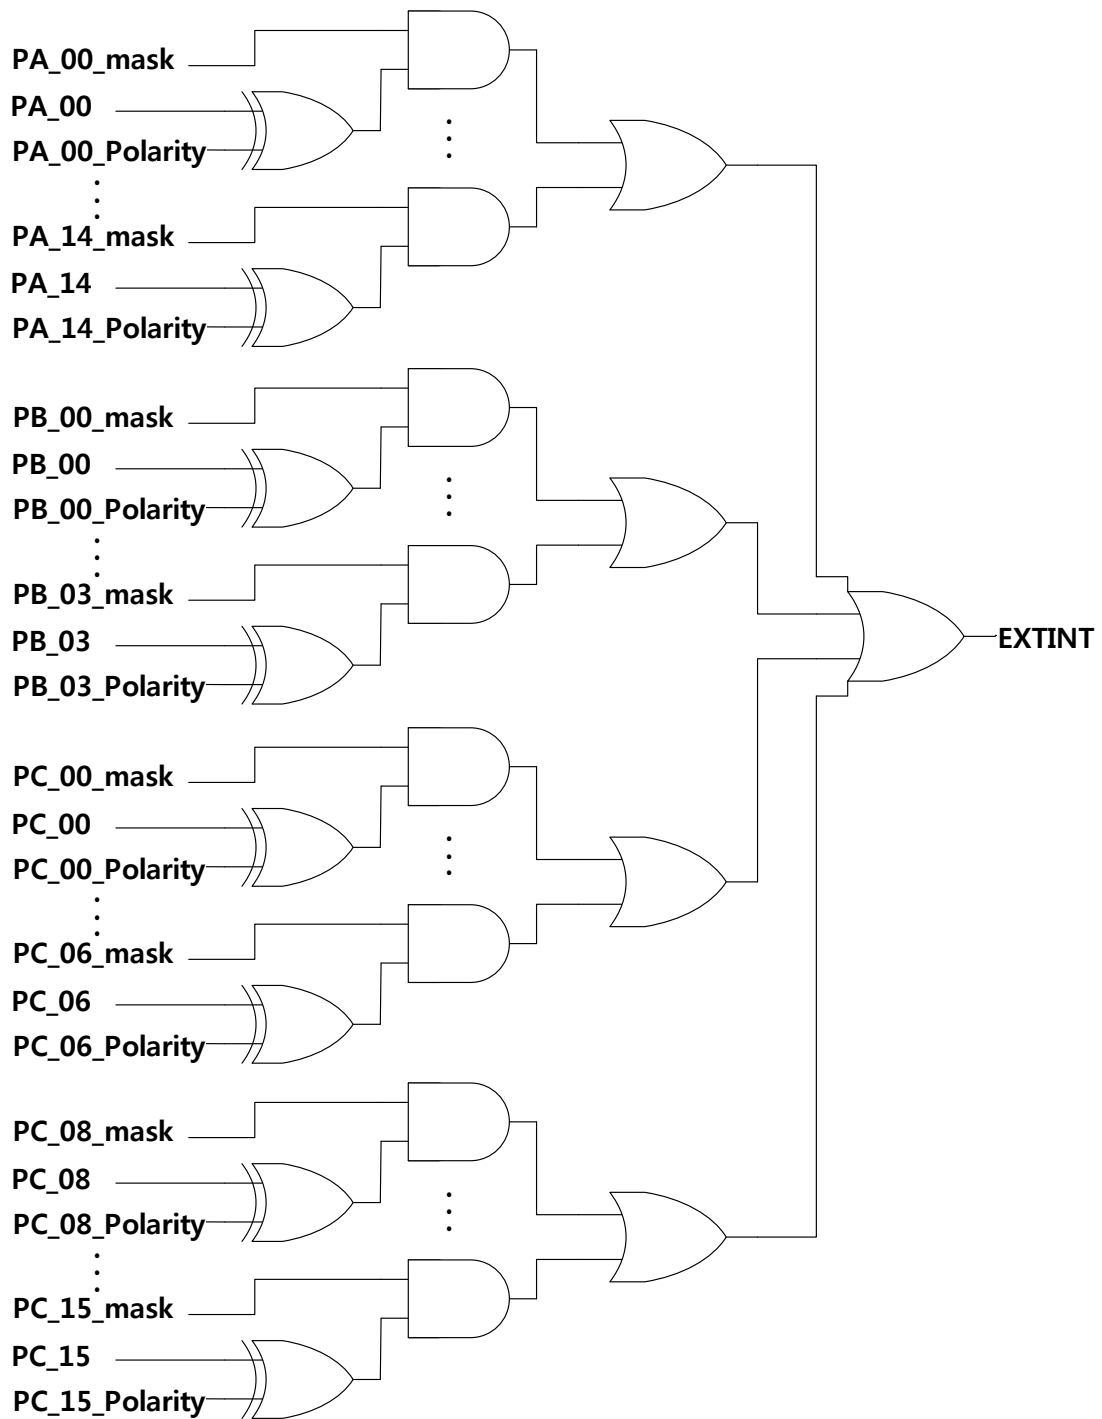 PA_00_mask
PA_00
PA_00_Polarity
PA_14_mask
PA_14
PA_14_Polarity
PB_00_mask
PB_00
PB_00_Polarity
PB_03_mask
PB_03
PB_03_Polarity
EXTINT
PC_00_mask
PC_00
PC_00_Polarity
PC_06_mask
PC_06
PC_06_Polarity
PC_08_mask
PC_08
PC_08_Polarity
PC_15_mask
PC_15
PC_15_Polarity